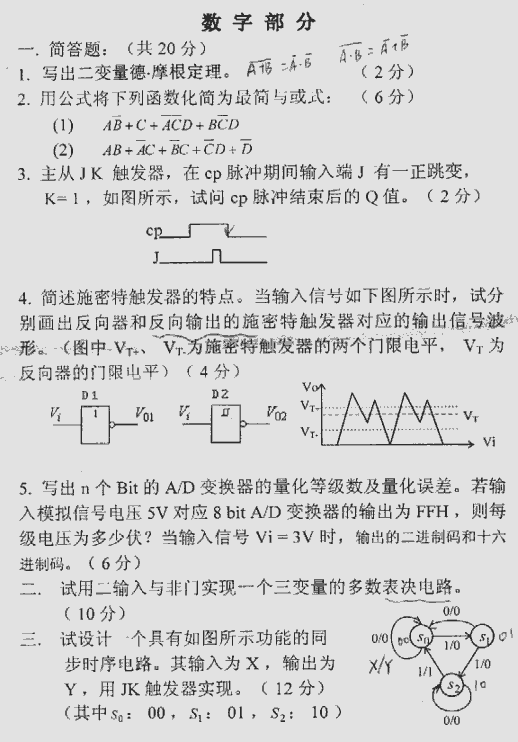 数字部分
一. 简答题：（共20分）
1. 写出二变量德·摩根定理。 A̅+̅B̅ = A̅·B̅ A̅·̅B̅ = A̅+B̅ （2分）
2. 用公式将下列函数化简为最简与或式： （6分）
(1) AB̅ + C + A̅C̅D + BC̅D
(2) AB + A̅C + B̅C + C̅D + D̅
3. 主从 J K 触发器，在 cp 脉冲期间输入端 J 有一正跳变，
K= 1 ，如图所示，试问 cp 脉冲结束后的 Q 值。（ 2 分）
cp
J
4. 简述施密特触发器的特点。当输入信号如下图所示时，试分
别画出反向器和反向输出的施密特触发器对应的输出信号波
形。（图中 V_T+、 V_T-为施密特触发器的两个门限电平， V_T 为
反向器的门限电平）（ 4 分）
D1 D2
V_i 1 V_01 V_i V_02
V_T- V_T V_T- Vi
5. 写出 n 个 Bit 的 A/D 变换器的量化等级数及量化误差。若输
入模拟信号电压 5V 对应 8 bit A/D 变换器的输出为 FFH ，则每
级电压为多少伏？当输入信号 Vi = 3V 时，输出的二进制码和十六
进制码。（ 6 分）
二. 试用二输入与非门实现一个三变量的多数表决电路。
（ 10 分）
三. 试设计一个具有如图所示功能的同
步时序电路。其输入为 X ，输出为
Y ，用 JK 触发器实现。（ 12 分）
（其中 s₀： 00 ， S₁： 01 ， S₂： 10 ）
0/0
0/0 00 S₀ 1/0 S₁ 01
X/Y 1/1 1/0
S₂ 10
0/0